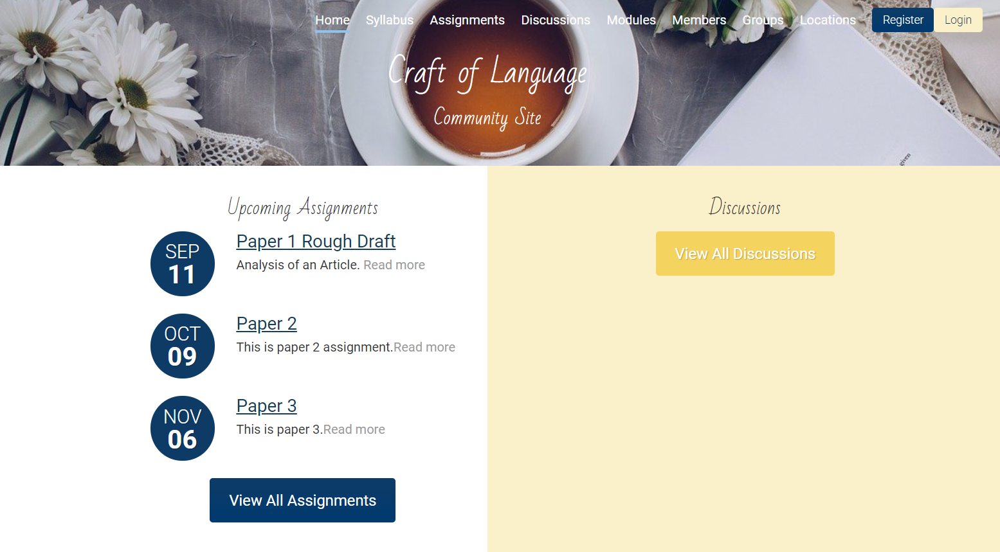 Home Syllabus Assignments Discussions Modules Members Groups Locations Register Login
Craft of Language
Community Site
given
Upcoming Assignments
SEP
11
Paper 1 Rough Draft
Analysis of an Article. Read more
OCT
09
Paper 2
This is paper 2 assignment.Read more
NOV
06
Paper 3
This is paper 3.Read more
View All Assignments
Discussions
View All Discussions